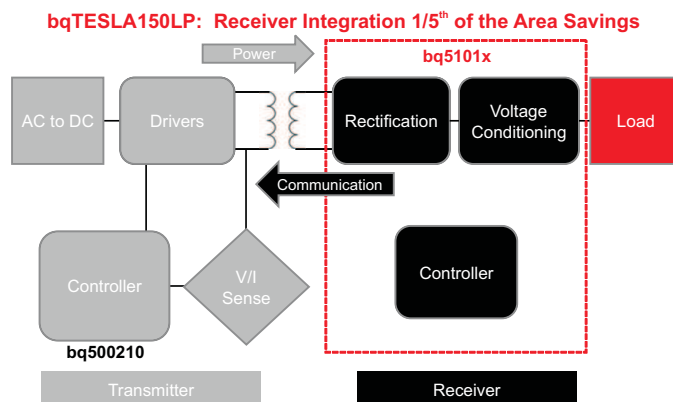 bqTESLA150LP: Receiver Integration 1/5th of the Area Savings
Power
bq5101x
AC to DC
Drivers
Rectification
Voltage
Conditioning
Load
Communication
Controller
V/I
Sense
Controller
bq500210
Transmitter
Receiver